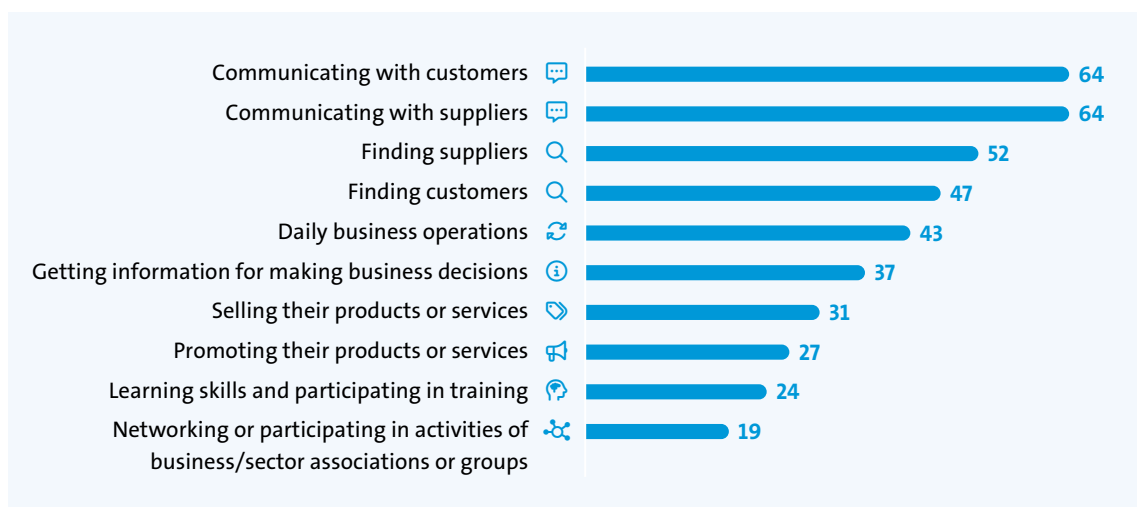 Communicating with customers 64
Communicating with suppliers 64
Finding suppliers 52
Finding customers 47
Daily business operations 43
Getting information for making business decisions 37
Selling their products or services 31
Promoting their products or services 27
Learning skills and participating in training 24
Networking or participating in activities of 19
business/sector associations or groups